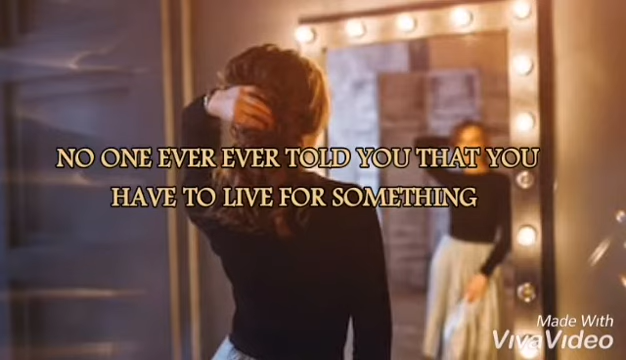 NO ONE EVER EVER TOLD YOU THAT YOU
HAVE TO LIVE FOR SOMETHING
Made With
VivaVideo